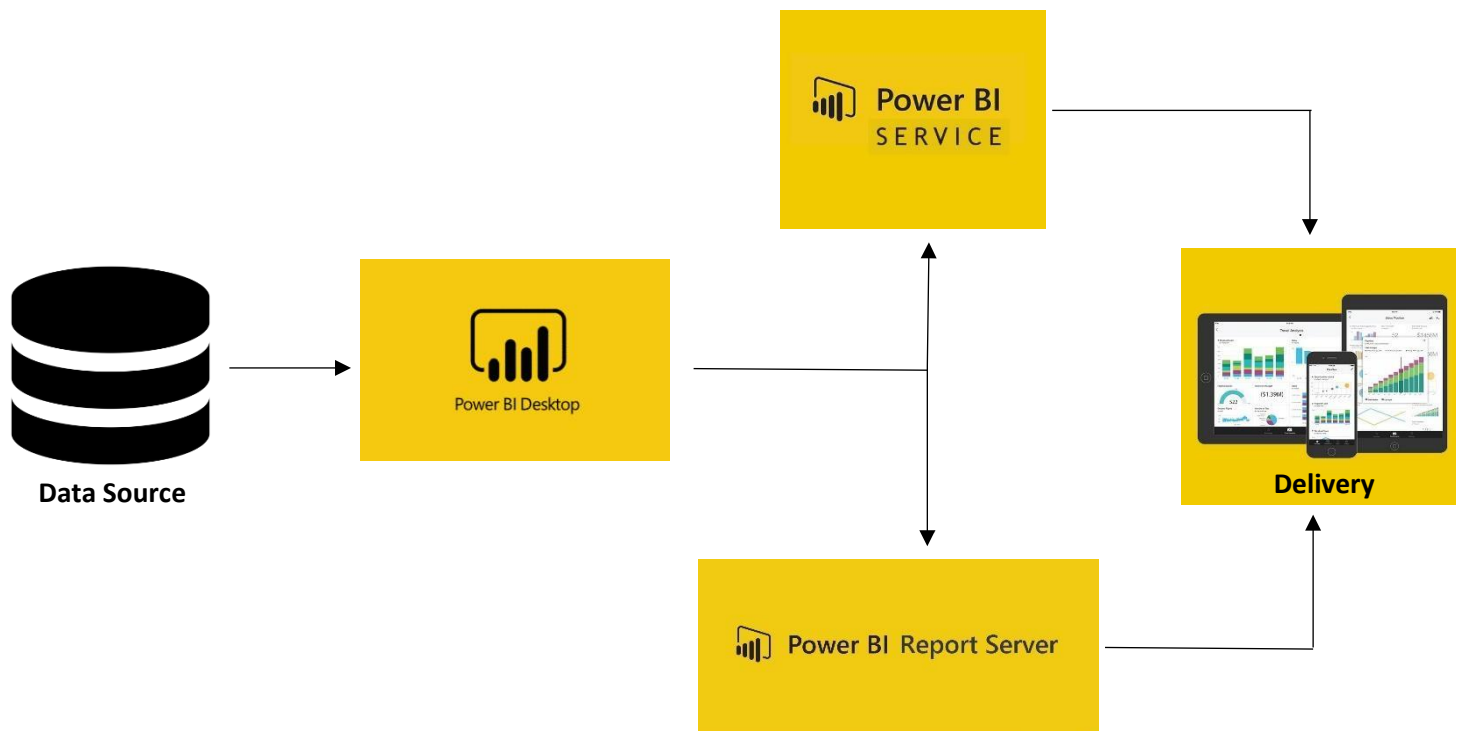 Power BI
SERVICE
Power BI Desktop
Data Source
Delivery
Power BI Report Server